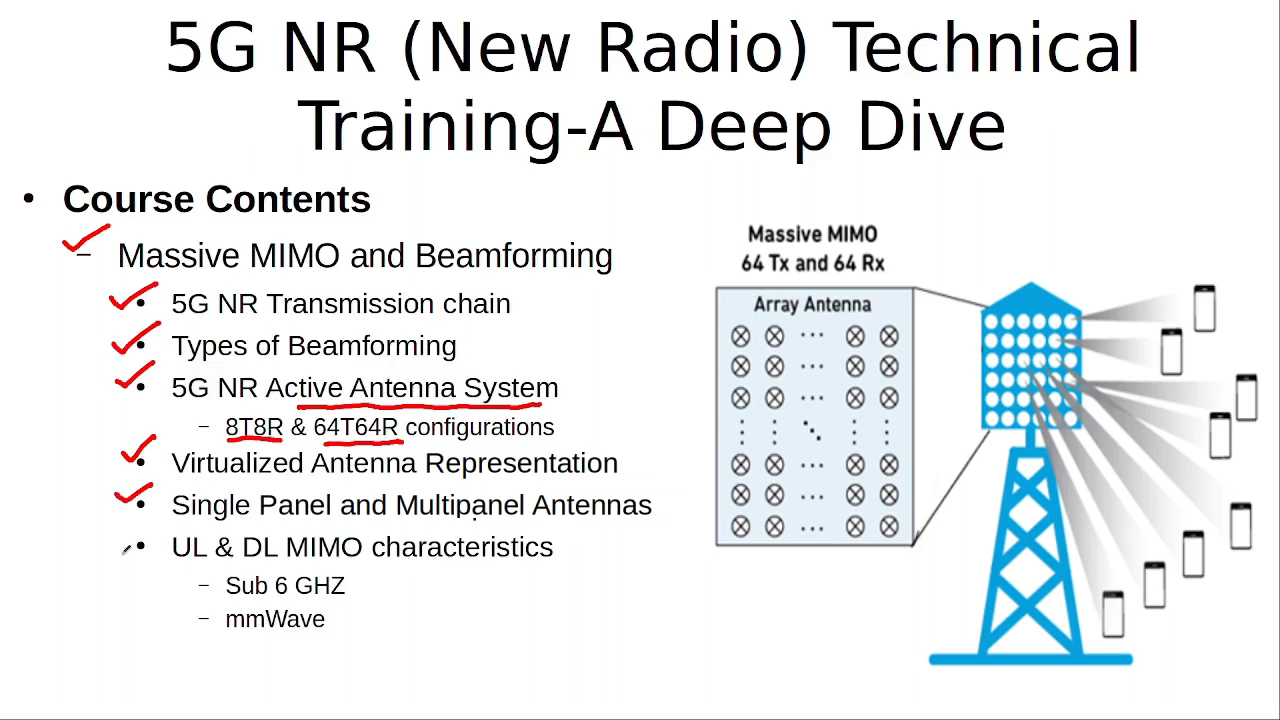 5G NR (New Radio) Technical
Training-A Deep Dive
• Course Contents
– Massive MIMO and Beamforming
• 5G NR Transmission chain
• Types of Beamforming
• 5G NR Active Antenna System
– 8T8R & 64T64R configurations
• Virtualized Antenna Representation
• Single Panel and Multipanel Antennas
• UL & DL MIMO characteristics
– Sub 6 GHZ
– mmWave
Massive MIMO
64 Tx and 64 Rx
Array Antenna